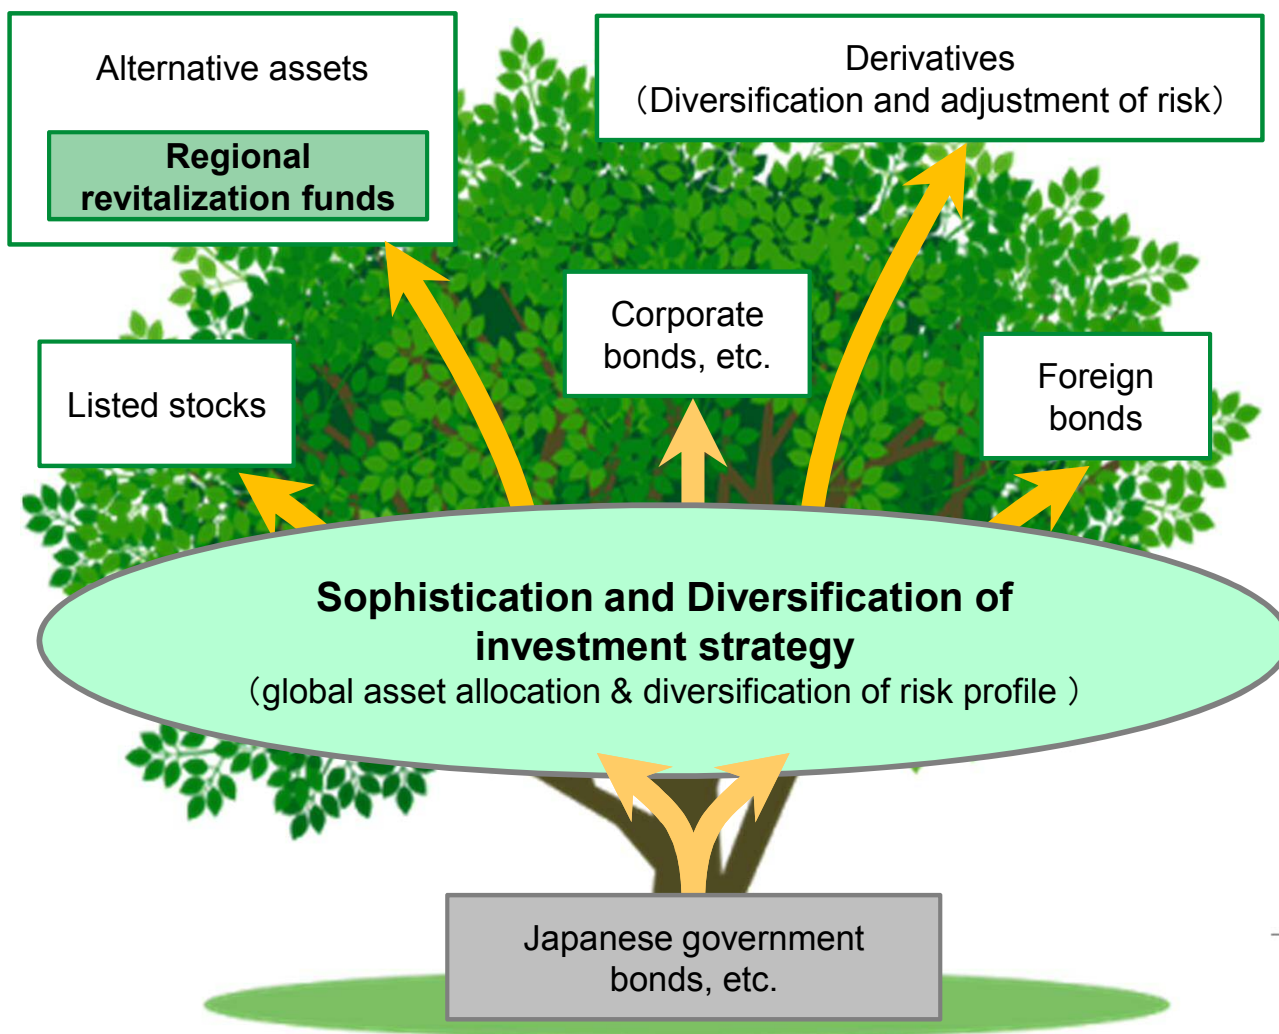 Alternative assets
Regional
revitalization funds
Derivatives
（Diversification and adjustment of risk）
Corporate
bonds, etc.
Listed stocks
Foreign
bonds
Sophistication and Diversification of
investment strategy
（global asset allocation & diversification of risk profile ）
Japanese government
bonds, etc.